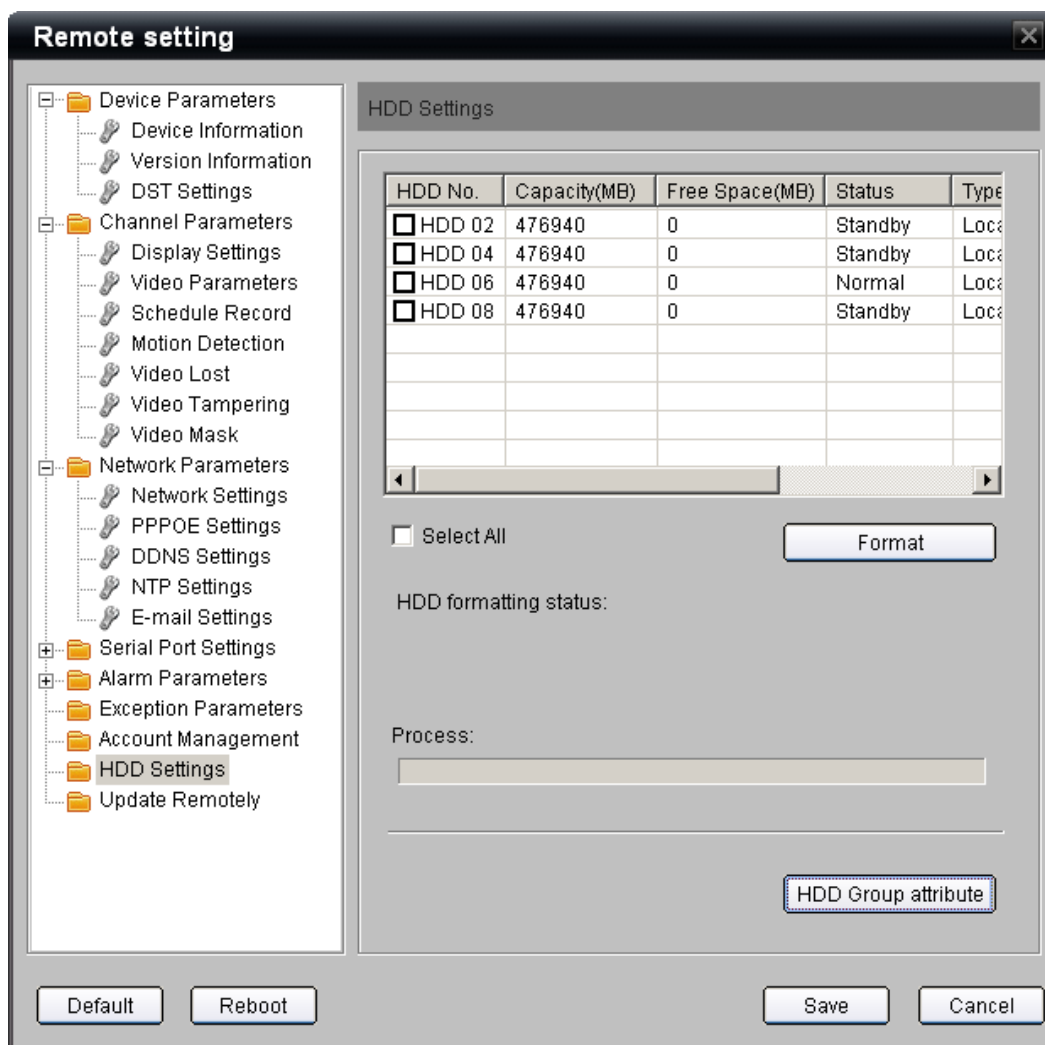 Remote setting
Device Parameters
Device Information
Version Information
DST Settings
Channel Parameters
Display Settings
Video Parameters
Schedule Record
Motion Detection
Video Lost
Video Tampering
Video Mask
Network Parameters
Network Settings
PPPOE Settings
DDNS Settings
NTP Settings
E-mail Settings
Serial Port Settings
Alarm Parameters
Exception Parameters
Account Management
HDD Settings
Update Remotely
HDD Settings
HDD No. Capacity(MB) Free Space(MB) Status Type
HDD 02 476940 0 Standby Loca
HDD 04 476940 0 Standby Loca
HDD 06 476940 0 Normal Loca
HDD 08 476940 0 Standby Loca
Select All Format
HDD formatting status:
Process:
HDD Group attribute
Default Reboot Save Cancel